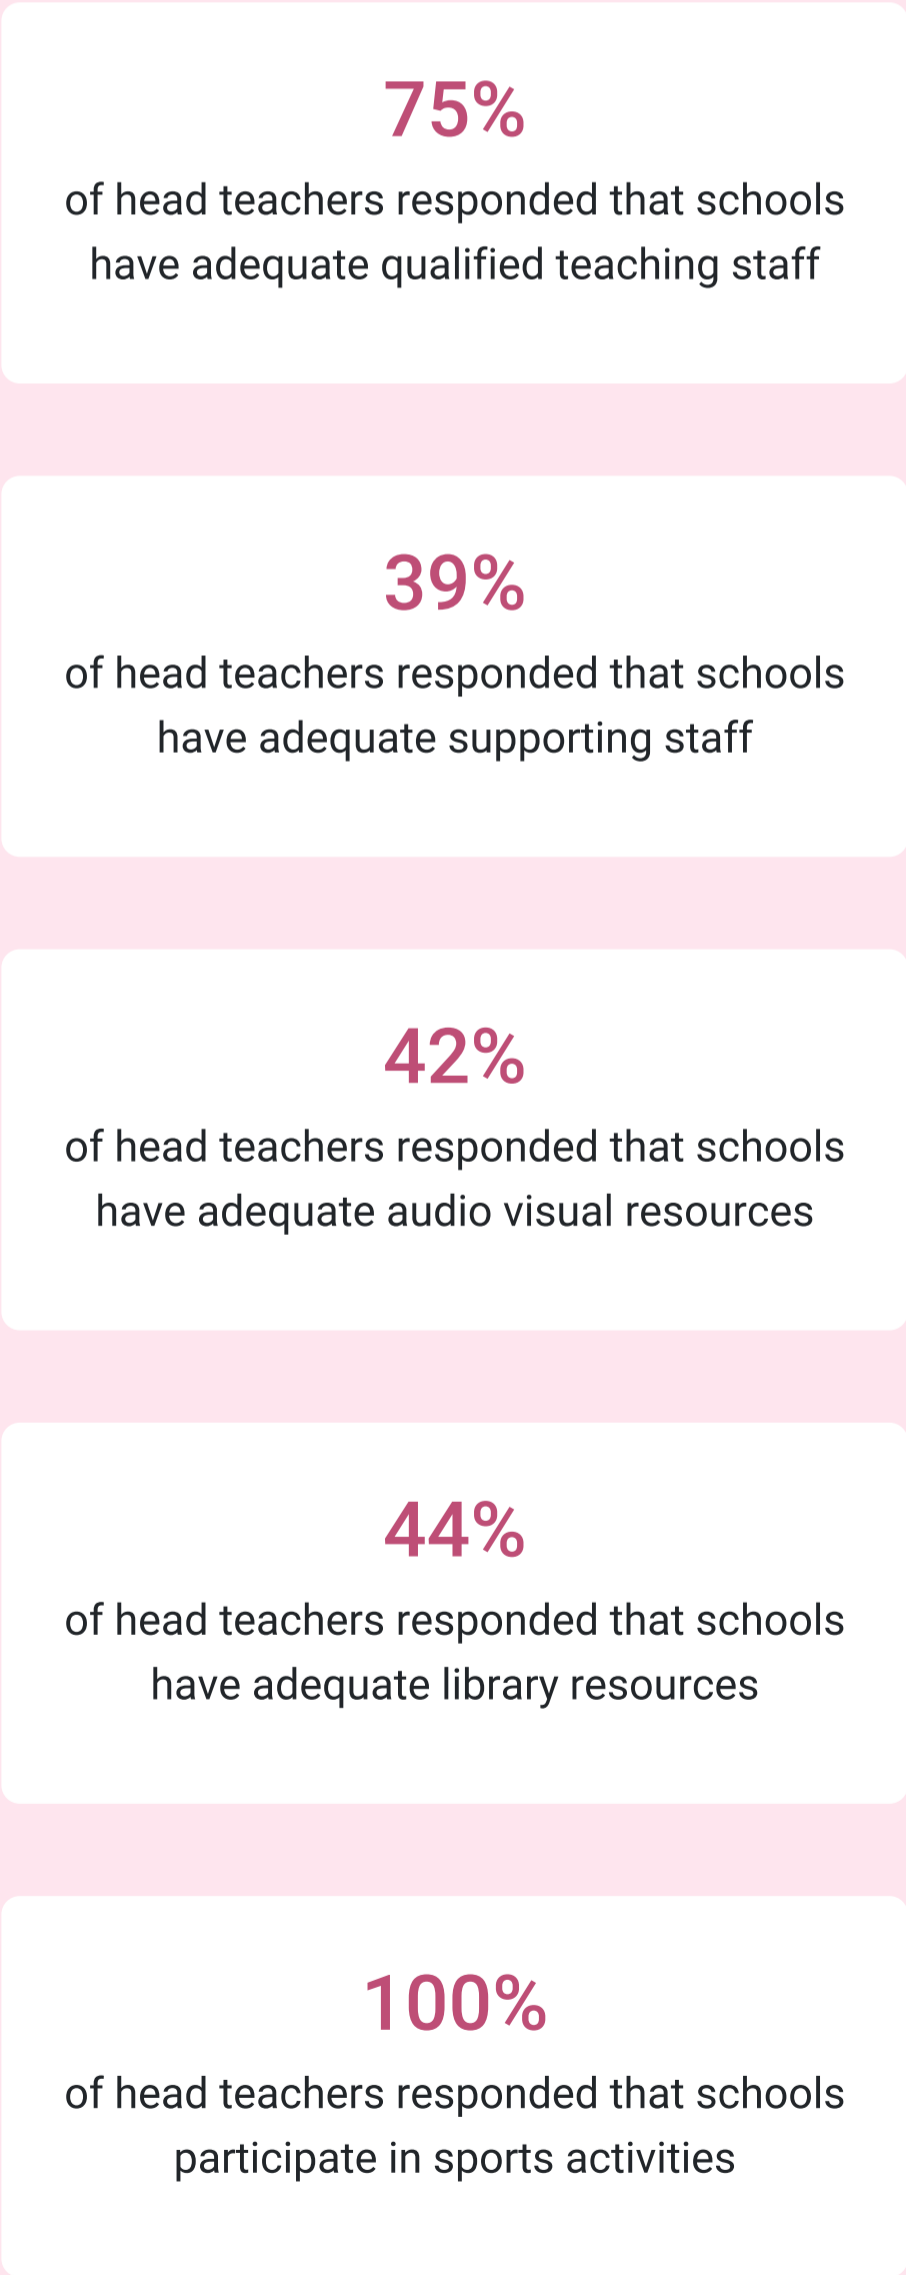 75%
of head teachers responded that schools
have adequate qualified teaching staff
39%
of head teachers responded that schools
have adequate supporting staff
42%
of head teachers responded that schools
have adequate audio visual resources
44%
of head teachers responded that schools
have adequate library resources
100%
of head teachers responded that schools
participate in sports activities